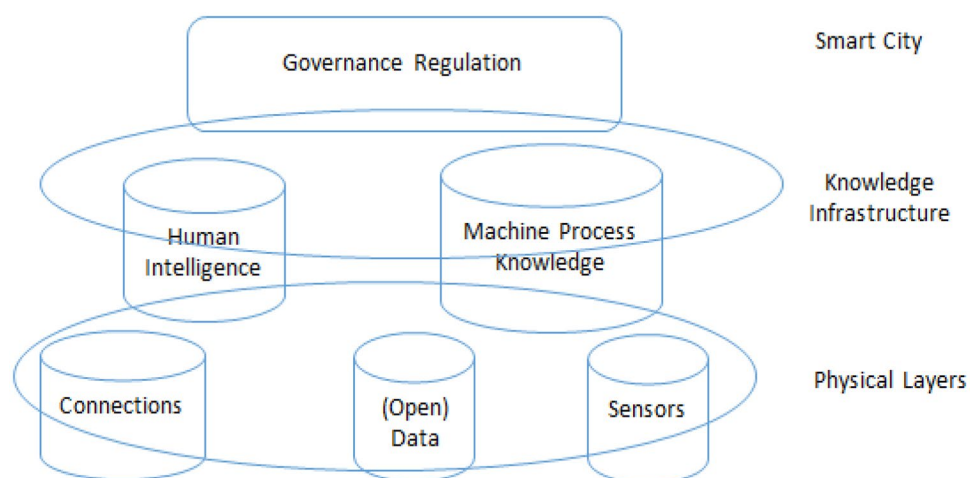 Governance Regulation
Smart City
Human
Intelligence
Machine Process
Knowledge
Knowledge
Infrastructure
Connections
(Open)
Data
Sensors
Physical Layers